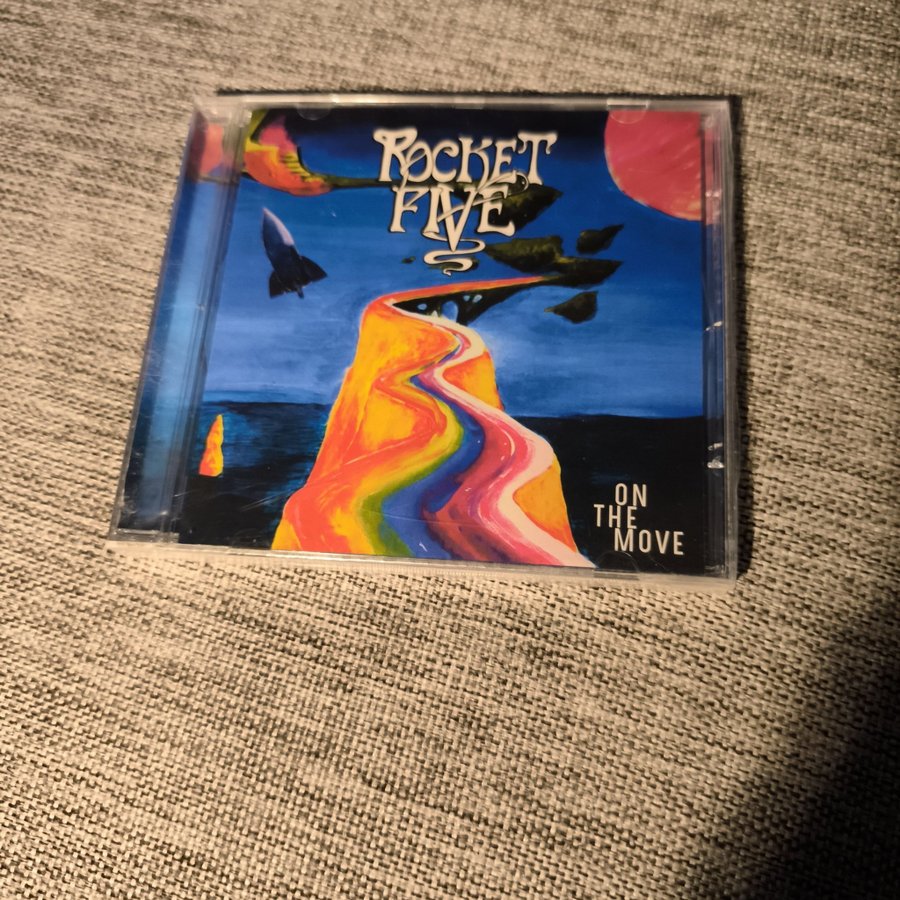 ROCKET
FIVE
ON
THE
MOVE